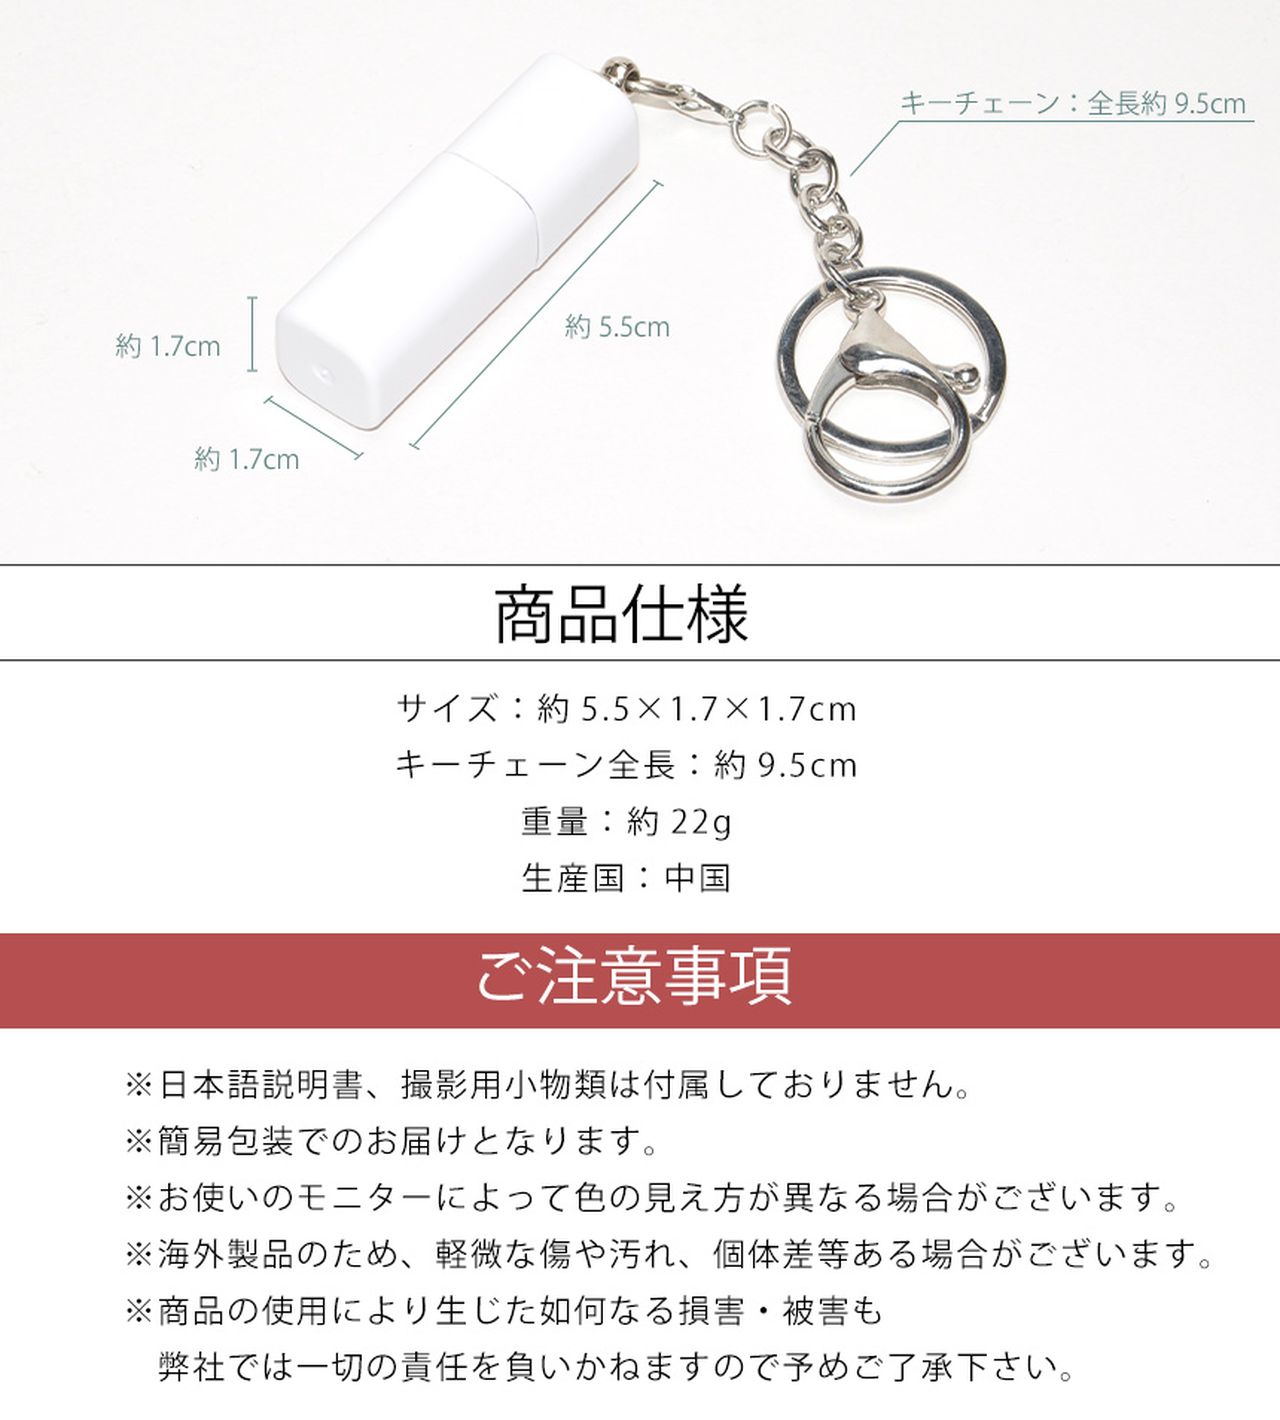 キーチェーン：全長約 9.5cm
約 5.5cm
約 1.7cm
約 1.7cm
商品仕様
サイズ：約 5.5×1.7×1.7cm
キーチェーン全長：約 9.5cm
重量：約 22g
生産国：中国
ご注意事項
※日本語説明書、撮影用小物類は付属しておりません。
※簡易包装でのお届けとなります。
※お使いのモニターによって色の見え方が異なる場合がございます。
※海外製品のため、軽微な傷や汚れ、個体差等ある場合がございます。
※商品の使用により生じた如何なる損害・被害も
弊社では一切の責任を負いかねますので予めご了承下さい。